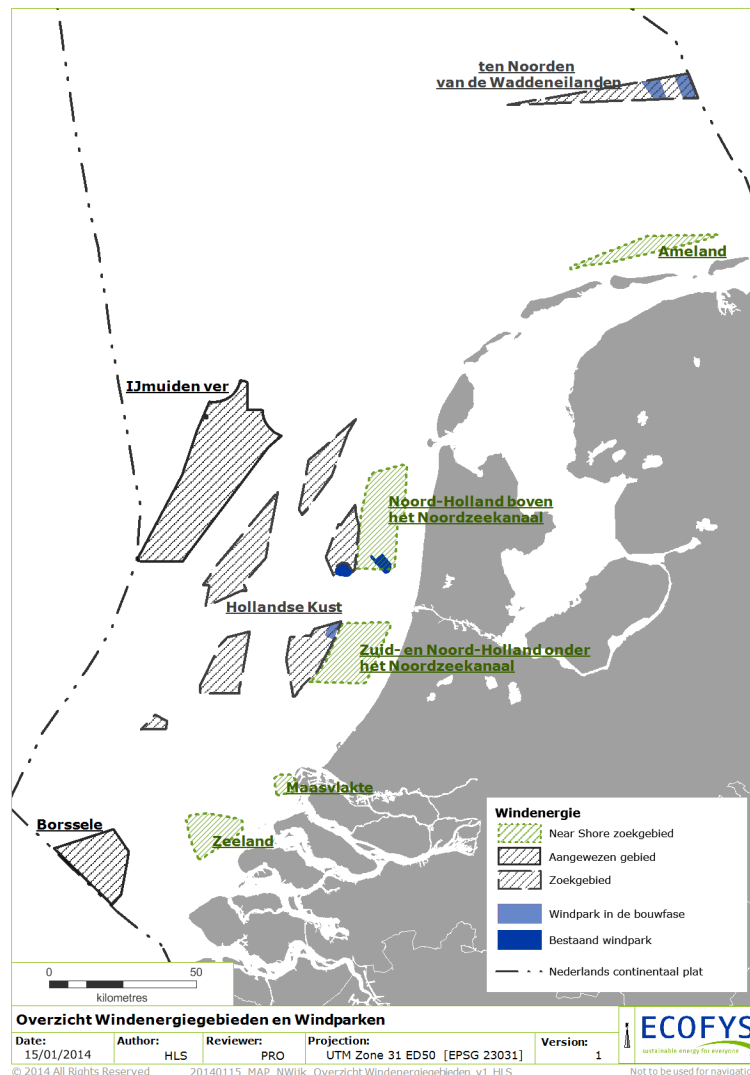 ten Noorden
van de Waddeneilanden
Ameland
IJmuiden ver
Noord-Holland boven
het Noordzeekanaal
Hollandse Kust
Zuid- en Noord-Holland onder
het Noordzeekanaal
Maasvlakte
Borssele
Zeeland
Windenergie
Near Shore zoekgebied
Aangewezen gebied
Zoekgebied
Windpark in de bouwfase
Bestaand windpark
Nederlands continentaal plat
0 50
kilometres
Overzicht Windenergiegebieden en Windparken
Date: Author: Reviewer: Projection: Version:
15/01/2014 HLS PRO UTM Zone 31 ED50 [EPSG 23031] 1
ECOFYS
sustainable energy for everyone
© 2014 All Rights Reserved 20140115_MAP_NWijk_Overzicht Windenergiegebieden_v1_HLS Not to be used for navigat